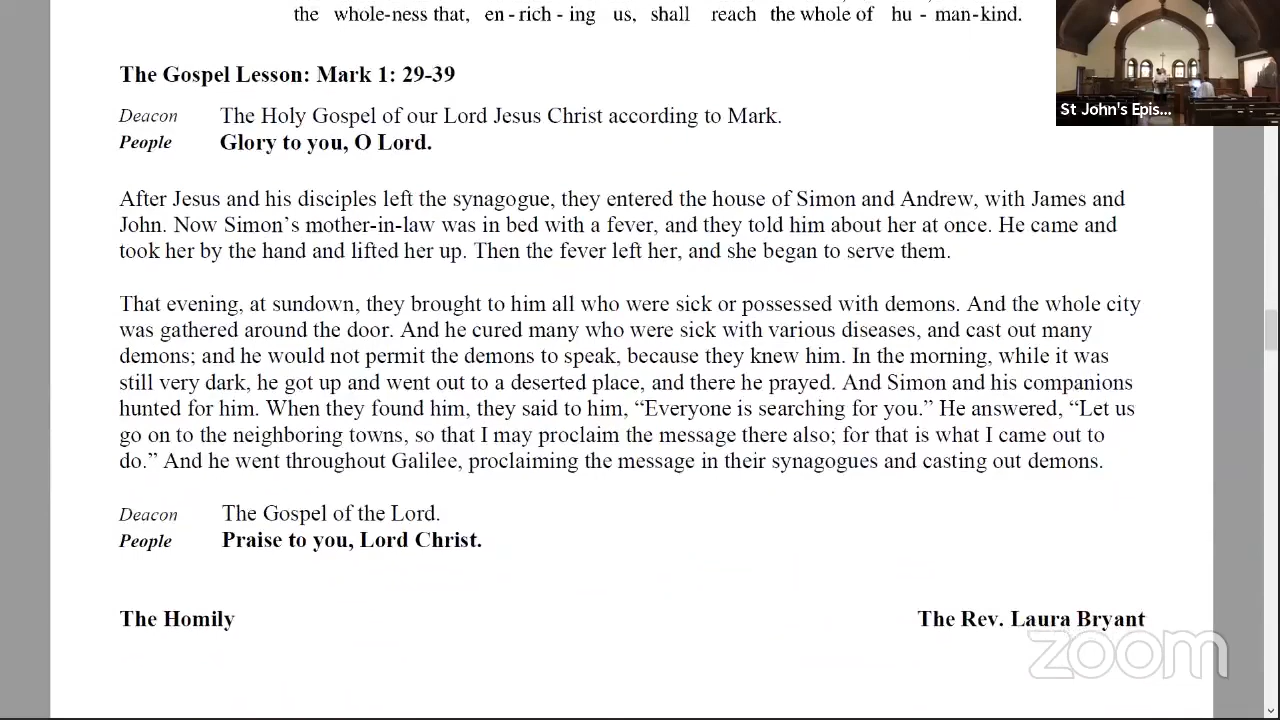 the whole-ness that, en - rich - ing us, shall reach the whole of hu - man-kind.
St John's Epis...
The Gospel Lesson: Mark 1: 29-39
Deacon The Holy Gospel of our Lord Jesus Christ according to Mark.
People Glory to you, O Lord.
After Jesus and his disciples left the synagogue, they entered the house of Simon and Andrew, with James and
John. Now Simon’s mother-in-law was in bed with a fever, and they told him about her at once. He came and
took her by the hand and lifted her up. Then the fever left her, and she began to serve them.
That evening, at sundown, they brought to him all who were sick or possessed with demons. And the whole city
was gathered around the door. And he cured many who were sick with various diseases, and cast out many
demons; and he would not permit the demons to speak, because they knew him. In the morning, while it was
still very dark, he got up and went out to a deserted place, and there he prayed. And Simon and his companions
hunted for him. When they found him, they said to him, “Everyone is searching for you.” He answered, “Let us
go on to the neighboring towns, so that I may proclaim the message there also; for that is what I came out to
do.” And he went throughout Galilee, proclaiming the message in their synagogues and casting out demons.
Deacon The Gospel of the Lord.
People Praise to you, Lord Christ.
The Homily The Rev. Laura Bryant
zoom